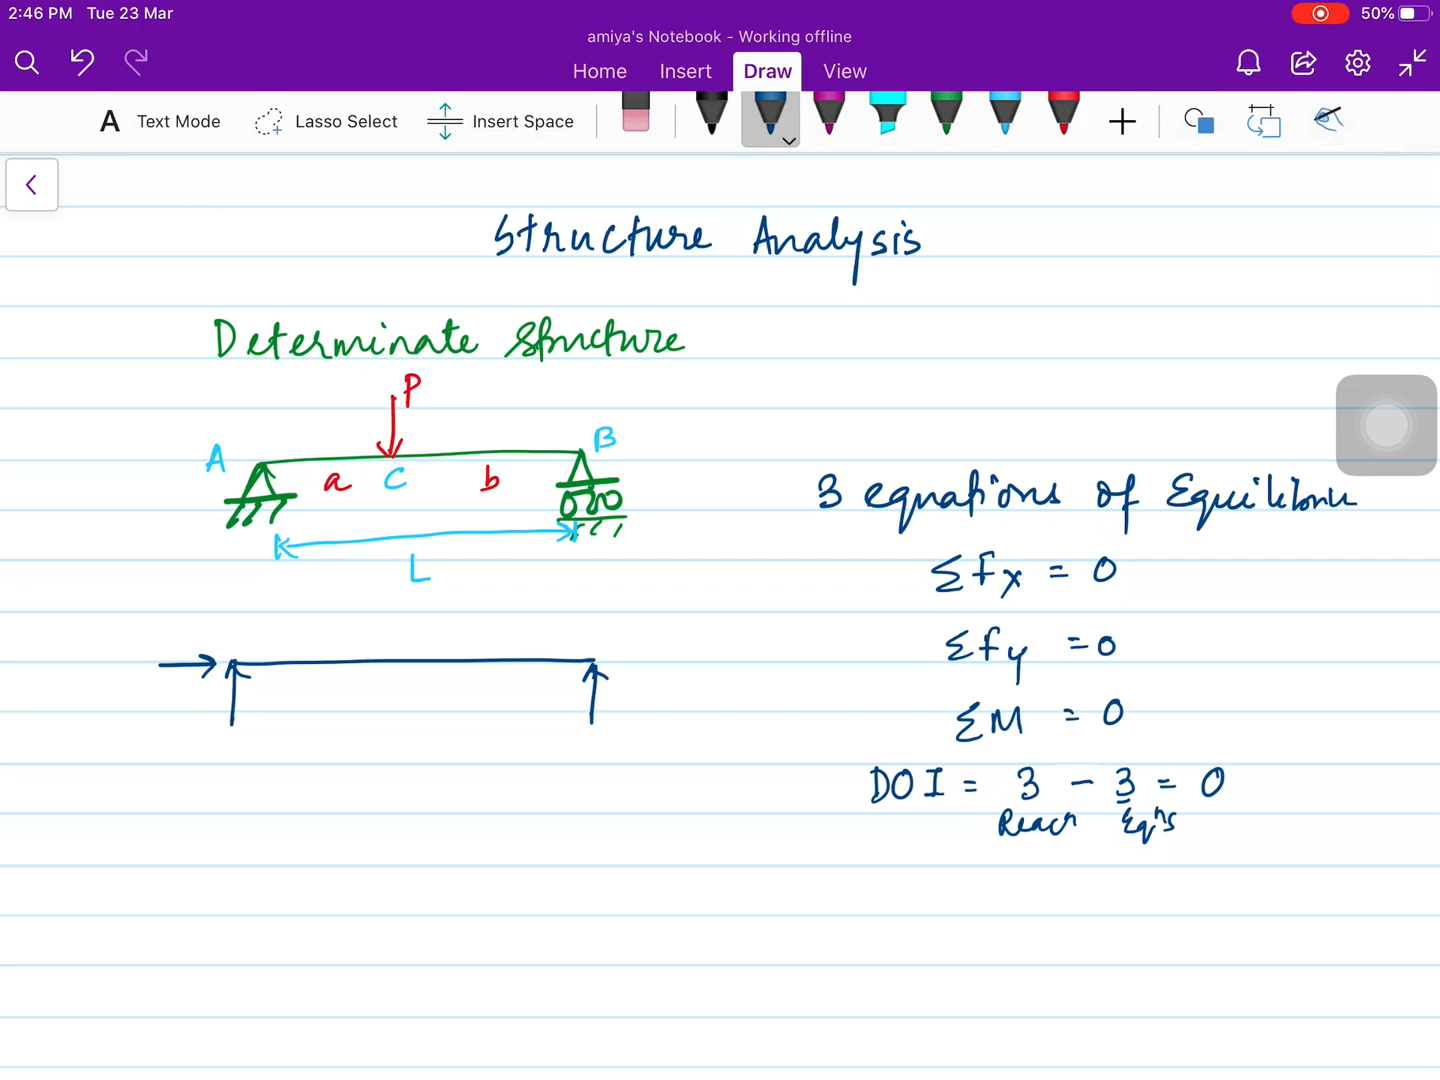 2:46 PM Tue 23 Mar 50%
amiya's Notebook - Working offline
Home Insert Draw View
A Text Mode Lasso Select Insert Space
Structure Analysis
Determinate Structure
P
A B
a C b
L
3 equations of Equilibriu
Σfx = 0
Σfy = 0
ΣM = 0
DOI = 3 - 3 = 0
Reacn Eqns